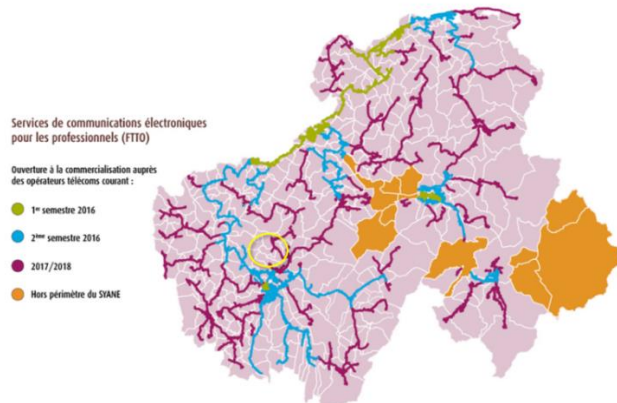 Services de communications électroniques
pour les professionnels (FTTO)
Ouverture à la commercialisation auprès
des opérateurs télécoms courant :
1er semestre 2016
2ème semestre 2016
2017/2018
Hors périmètre du SYANE